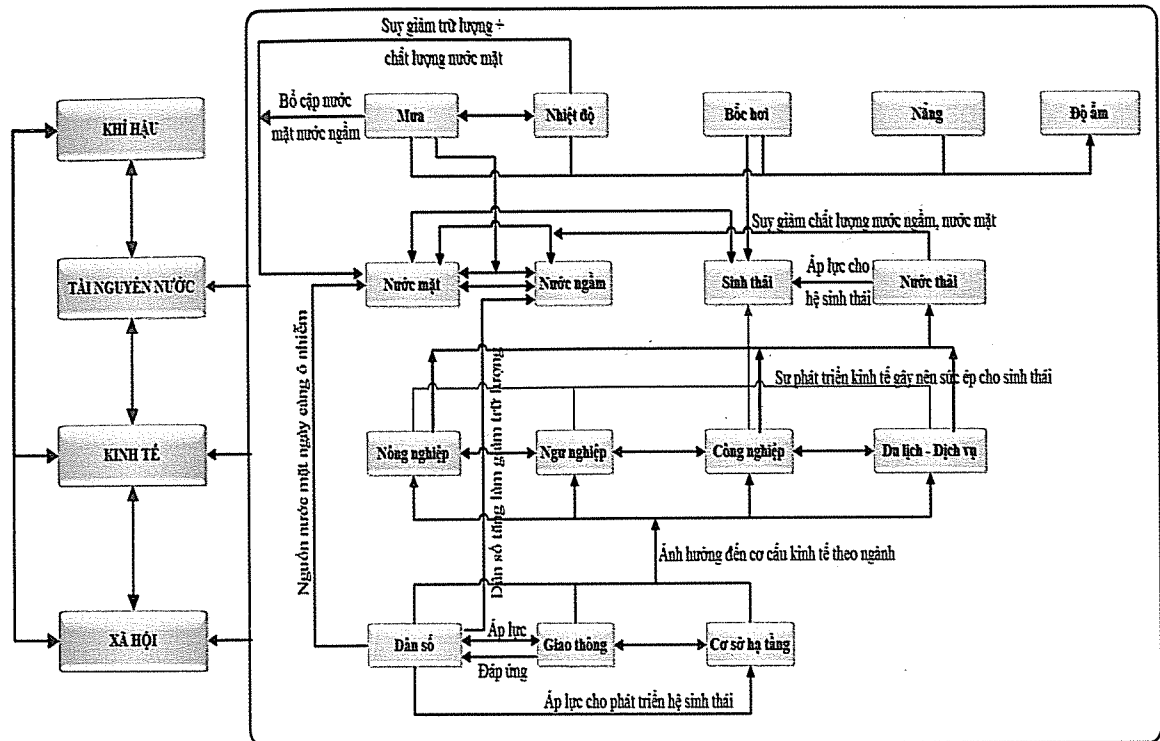 Suy giảm trữ lượng +
chất lượng nước mặt
Bổ cập nước
mặt nước ngầm
KHÍ HẬU
Mưa
Nhiệt độ
Bốc hơi
Nắng
Độ ẩm
Suy giảm chất lượng nước ngầm, nước mặt
TÀI NGUYÊN NƯỚC
Nước mặt
Nước ngầm
Sinh thái
Áp lực cho
hệ sinh thái
Nước thải
Nguồn nước mặt ngày càng ô nhiễm
Dân số tăng làm giảm trữ lượng
Sư phát triển kinh tế gây nên sức ép cho sinh thái
KINH TẾ
Nông nghiệp
Ngư nghiệp
Công nghiệp
Du lịch - Dịch vụ
Ảnh hưởng đến cơ cấu kinh tế theo ngành
XÃ HỘI
Dân số
Áp lực
Đáp ứng
Giao thông
Cơ sở hạ tầng
Áp lực cho phát triển hệ sinh thái